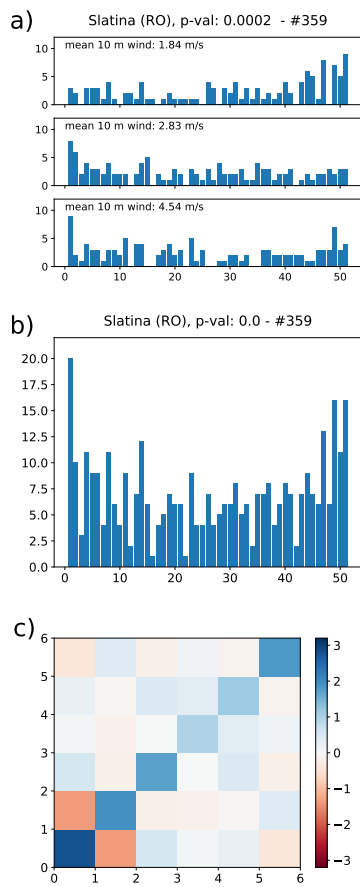 a)
Slatina (RO), p-val: 0.0002  - #359
mean 10 m wind: 1.84 m/s
10
5
0
mean 10 m wind: 2.83 m/s
10
5
0
mean 10 m wind: 4.54 m/s
10
5
0
0 10 20 30 40 50
b)
Slatina (RO), p-val: 0.0 - #359
20.0
17.5
15.0
12.5
10.0
7.5
5.0
2.5
0.0
0 10 20 30 40 50
c)
6
5
4
3
2
1
0
0 1 2 3 4 5 6
3
2
1
0
−1
−2
−3